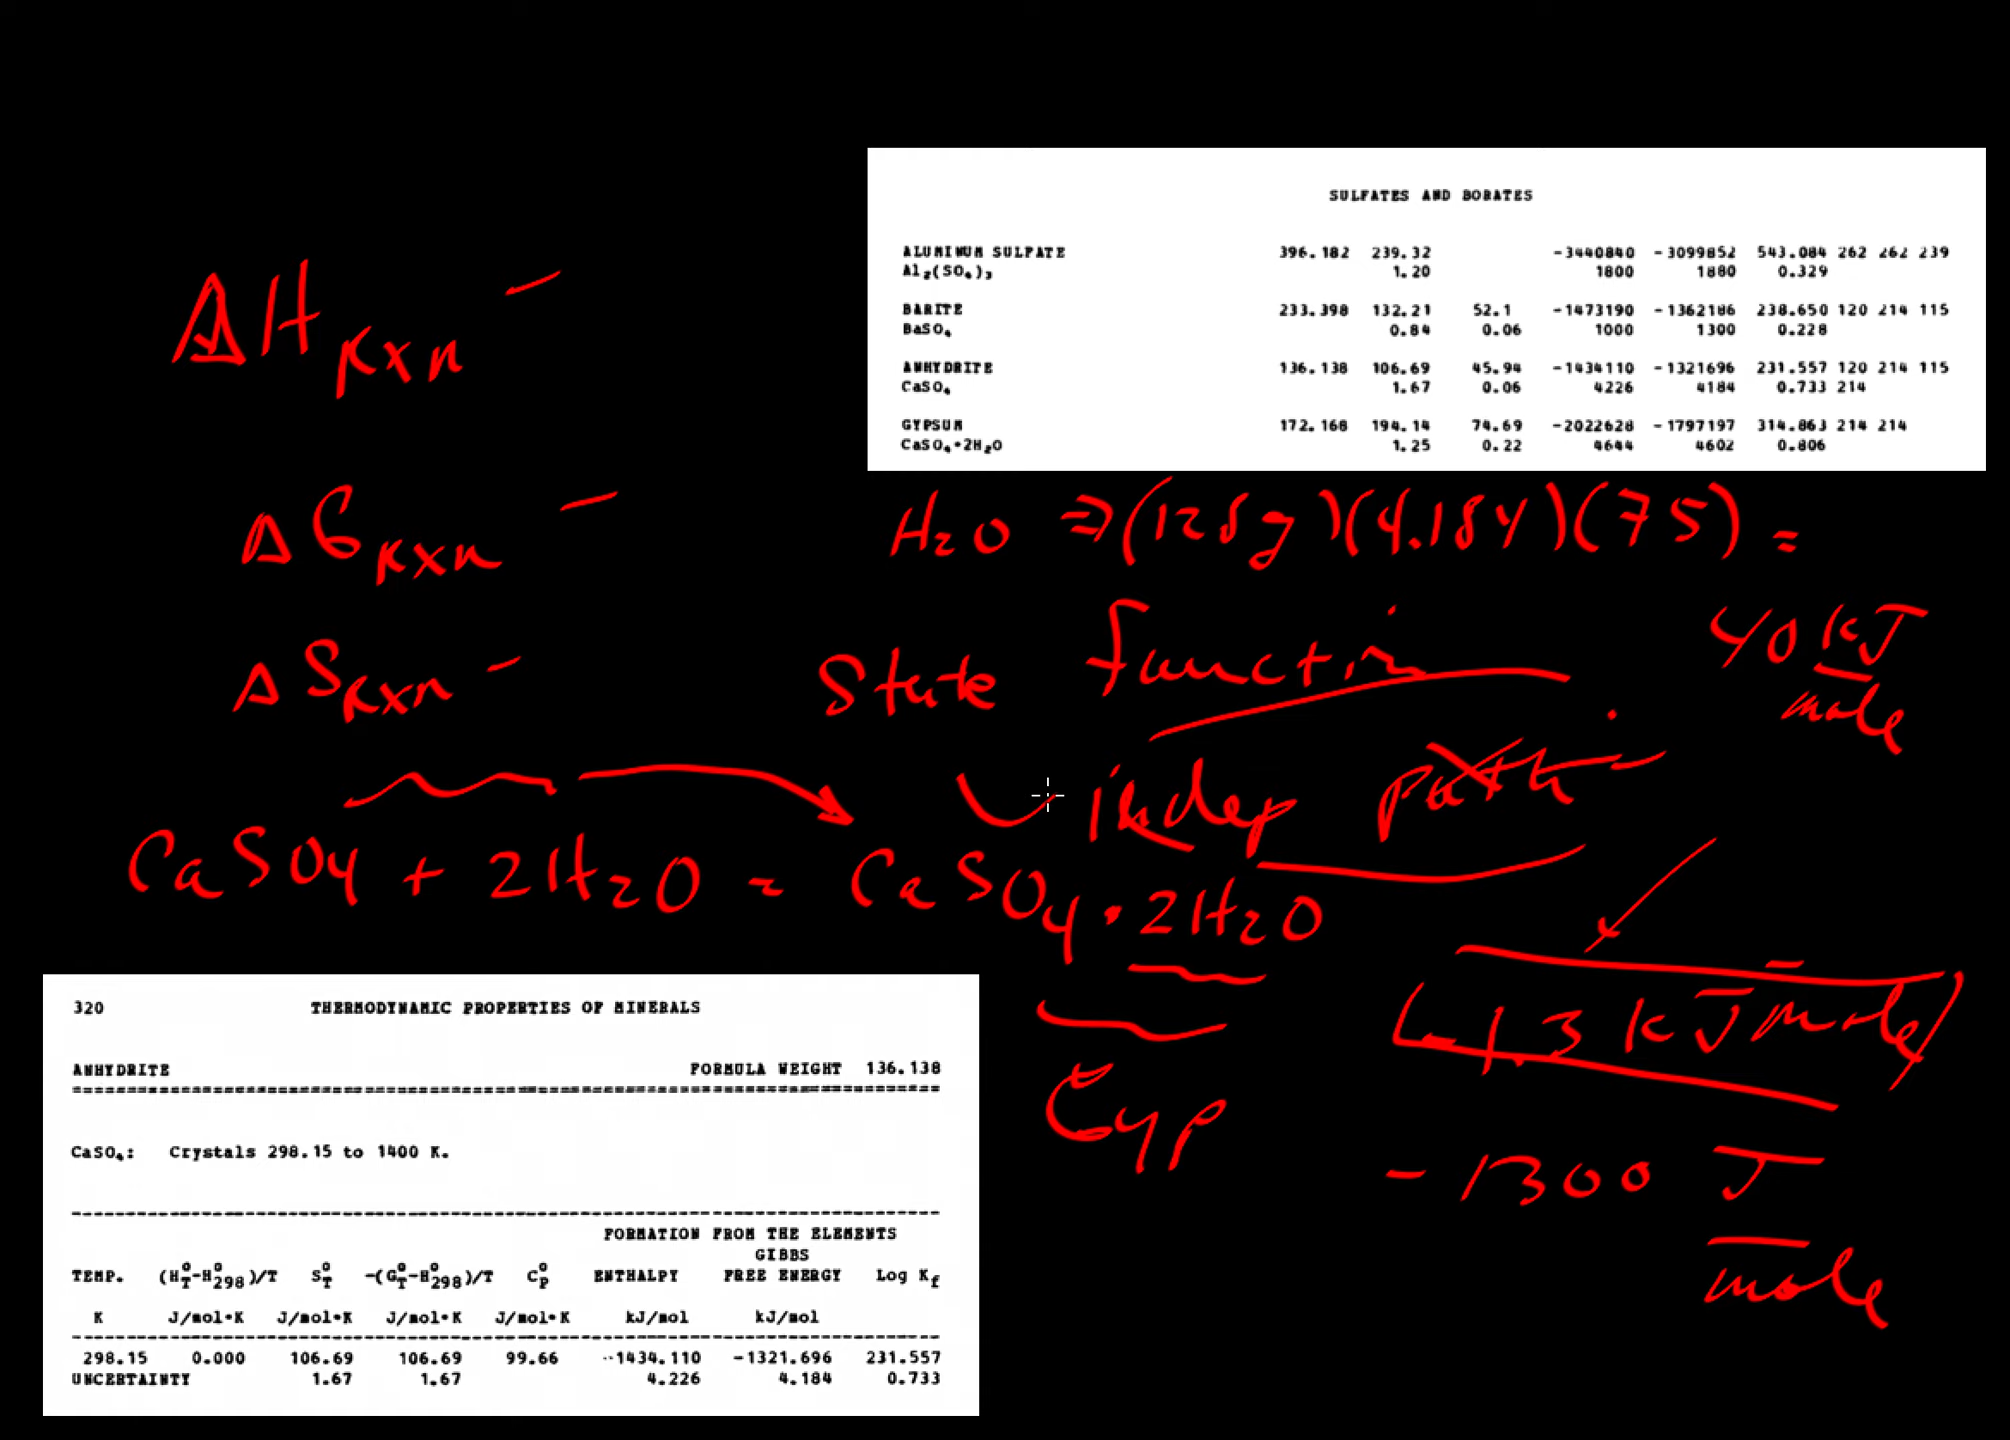 SULFATES AND BORATES
ALUMINUM SULFATE 396.182 239.32 -3440840 -3099852 543.084 262 262 239
Al₂(SO₄)₃ 1.20 1800 1880 0.329
BARITE 233.398 132.21 52.1 -1473190 -1362186 238.650 120 214 115
BaSO₄ 0.84 0.06 1000 1300 0.228
ANHYDRITE 136.138 106.69 45.94 -1434110 -1321696 231.557 120 214 115
CaSO₄ 1.67 0.06 4226 4184 0.733 214
GYPSUM 172.168 194.14 74.69 -2022628 -1797197 314.863 214 214
CaSO₄·2H₂O 1.25 0.22 4644 4602 0.806
ΔH Rxn -
ΔG Rxn -
H₂O ⇒ (128g)(4.184)(75) =
40 kJ
mole
ΔS Rxn -
State function
indep path
CaSO₄ + 2H₂O = CaSO₄·2H₂O
Gyp
-1.3 kJ/mole
-1300 J
mole
320 THERMODYNAMIC PROPERTIES OF MINERALS
ANHYDRITE FORMULA WEIGHT 136.138
CaSO₄: Crystals 298.15 to 1400 K.
FORMATION FROM THE ELEMENTS
GIBBS
TEMP. (H°T-H°298)/T S°T -(G°T-H°298)/T C°P ENTHALPY FREE ENERGY Log Kf
K J/mol·K J/mol·K J/mol·K J/mol·K kJ/mol kJ/mol
298.15 0.000 106.69 106.69 99.66 -1434.110 -1321.696 231.557
UNCERTAINTY 1.67 1.67 4.226 4.184 0.733